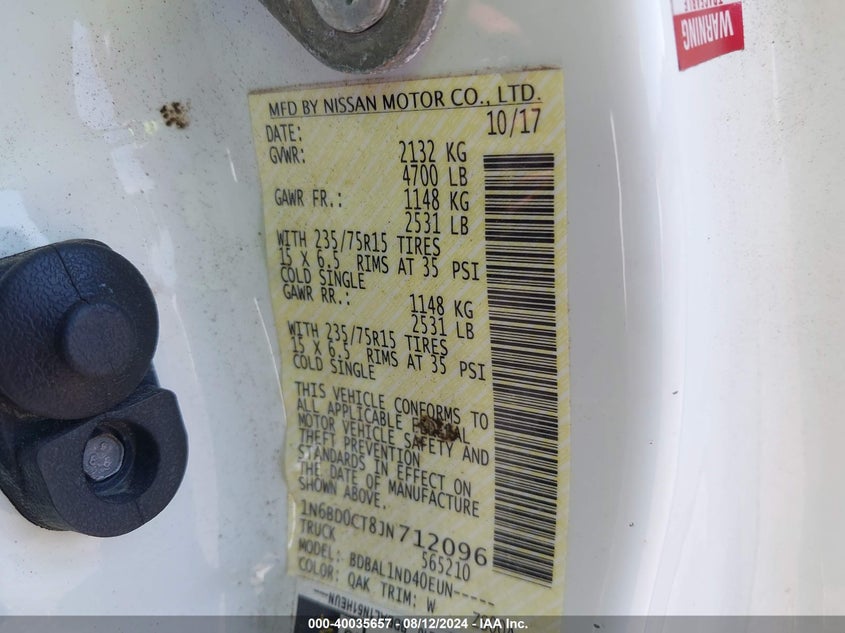 WARNING
MFD BY NISSAN MOTOR CO., LTD.
DATE: 10/17
GVWR: 2132 KG
4700 LB
GAWR FR.: 1148 KG
2531 LB
WITH 235/75R15 TIRES
15 X 6.5 RIMS AT 35 PSI
COLD SINGLE
GAWR RR.: 1148 KG
2531 LB
WITH 235/75R15 TIRES
15 X 6.5 RIMS AT 35 PSI
COLD SINGLE
THIS VEHICLE CONFORMS TO
ALL APPLICABLE FEDERAL
MOTOR VEHICLE SAFETY AND
THEFT PREVENTION
STANDARDS IN EFFECT ON
THE DATE OF MANUFACTURE
SHOWN ABOVE.
1N6BD0CT8JN712096
TRUCK 565210
MODEL: BDBAL1ND40EUN-----
COLOR: QAK TRIM: W
000-40035657 - 08/12/2024 - IAA Inc.